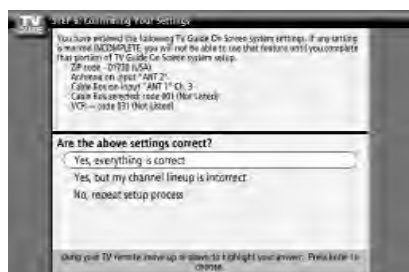 TV
GUIDE
STEP 5: Confirming Your Settings
You have entered the following TV Guide On Screen system settings. If any setting
is marked INCOMPLETE, you will not be able to use that feature until you complete
that portion of TV Guide On Screen system setup.
ZIP code - 01730 (USA)
Antenna on input "ANT 2".
Cable Box on input "ANT 1" Ch. 3
Cable Box selected: code 001 (Not Listed)
VCR -- code 031 (Not Listed)
Are the above settings correct?
Yes, everything is correct
Yes, but my channel lineup is incorrect
No, repeat setup process
Using your TV remote, move up or down to highlight your answer. Press to
choose.